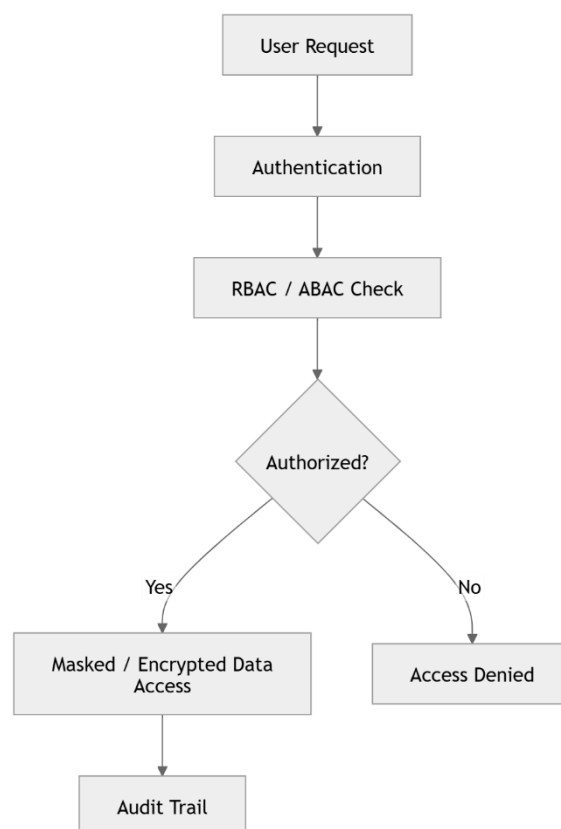 User Request
Authentication
RBAC / ABAC Check
Authorized?
Yes
No
Masked / Encrypted Data
Access
Access Denied
Audit Trail